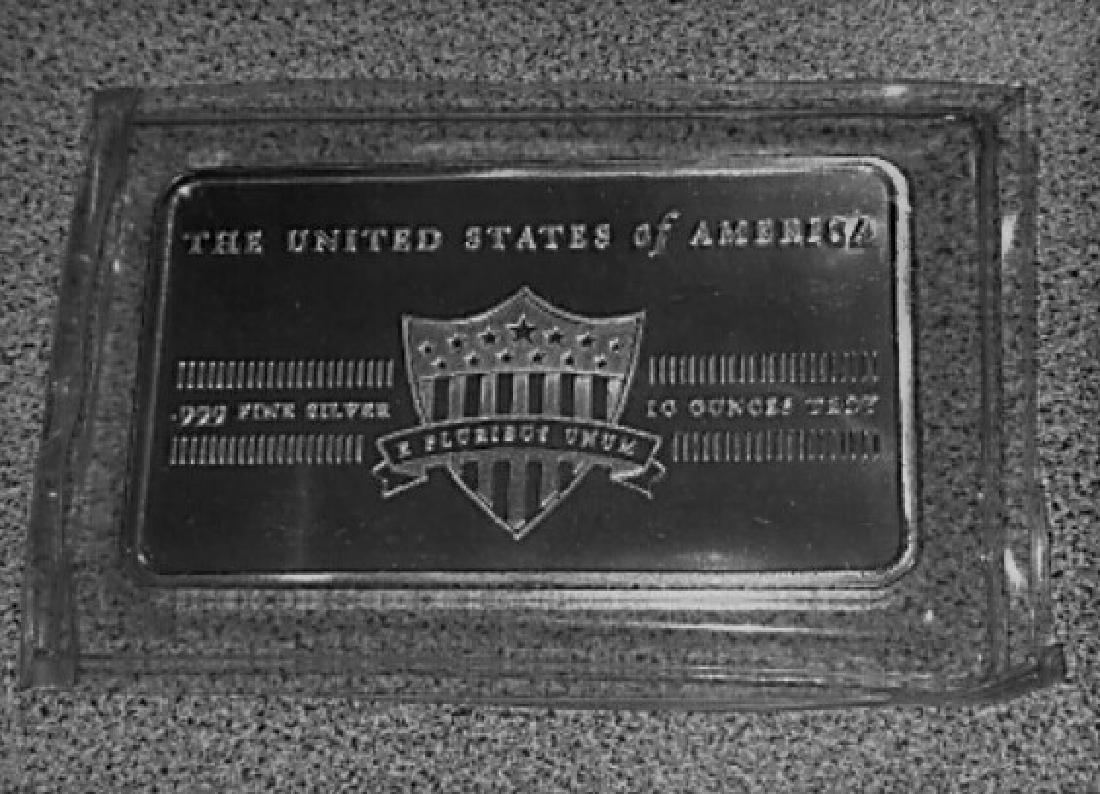 THE UNITED STATES of AMERICA
.999 FINE SILVER
10 OUNCES TROY
E PLURIBUS UNUM